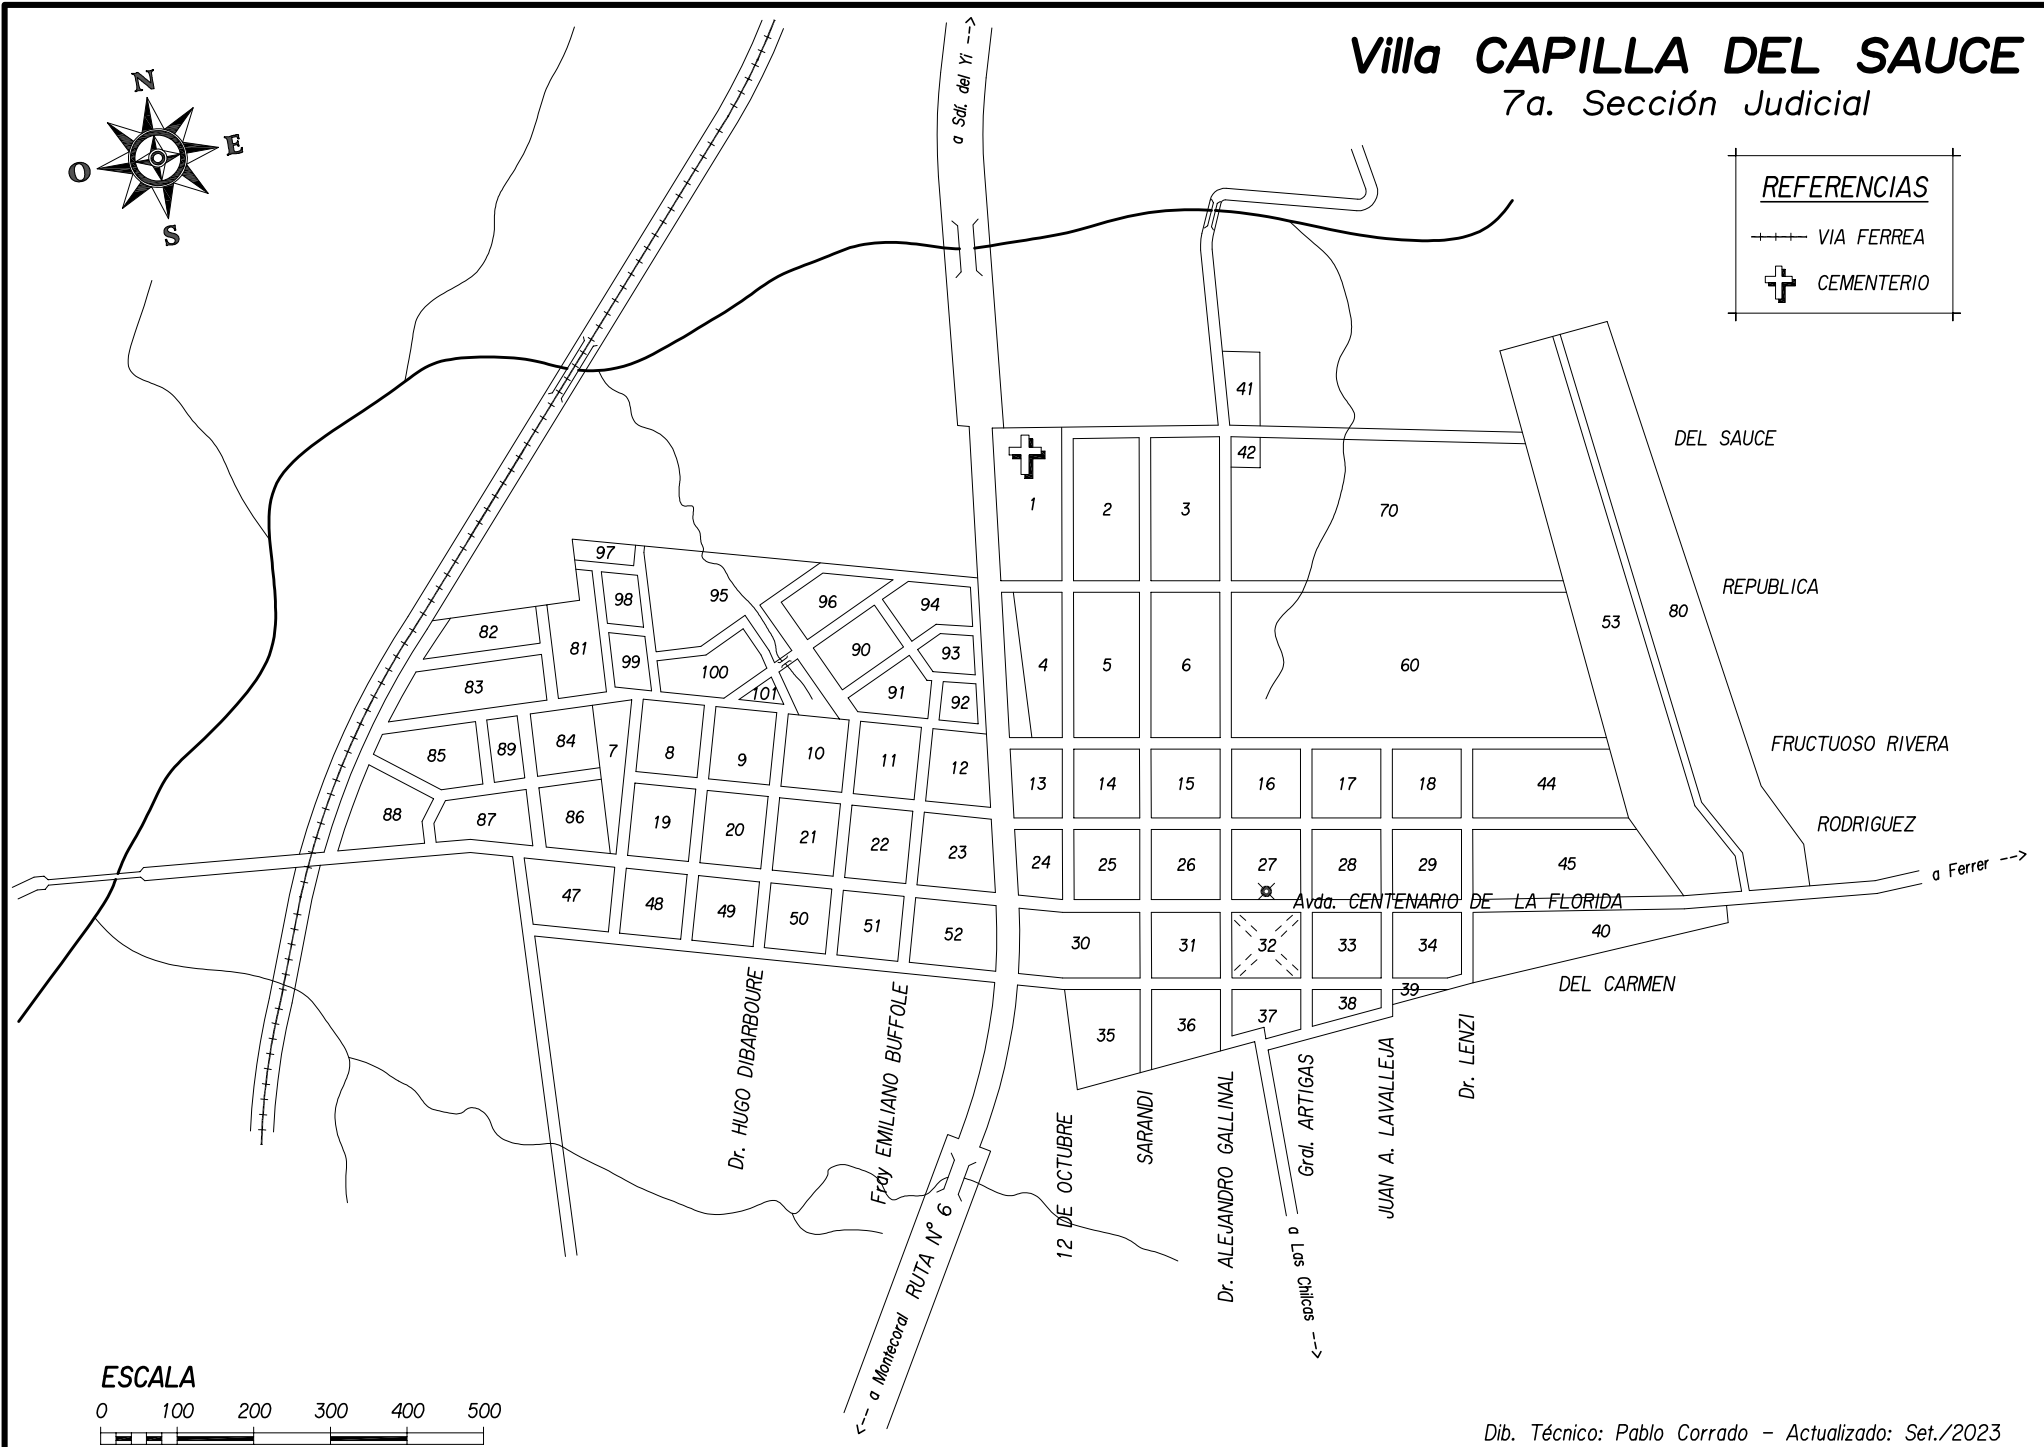 Villa CAPILLA DEL SAUCE
7a. Sección Judicial
N
E
O
S
a Sdí. del Yi --->
REFERENCIAS
VIA FERREA
CEMENTERIO
41
42
DEL SAUCE
1
2
3
70
97
98
95
96
94
REPUBLICA
53
80
82
81
99
100
101
90
93
4
5
6
60
83
91
92
85
89
84
7
8
9
10
11
12
13
14
15
16
17
18
44
FRUCTUOSO RIVERA
88
87
86
19
20
21
22
23
24
25
26
27
28
29
45
RODRIGUEZ
a Ferrer --->
Avda. CENTENARIO DE LA FLORIDA
47
48
49
50
51
52
30
31
32
33
34
40
DEL CARMEN
35
36
37
38
39
Dr. HUGO DIBARBOURE
Fray EMILIANO BUFFOLE
12 DE OCTUBRE
SARANDI
Dr. ALEJANDRO GALLINAL
Gral. ARTIGAS
JUAN A. LAVALLEJA
Dr. LENZI
<--- a Montecoral RUTA Nº 6
a Las Chilcas --->
ESCALA
0 100 200 300 400 500
Dib. Técnico: Pablo Corrado - Actualizado: Set./2023